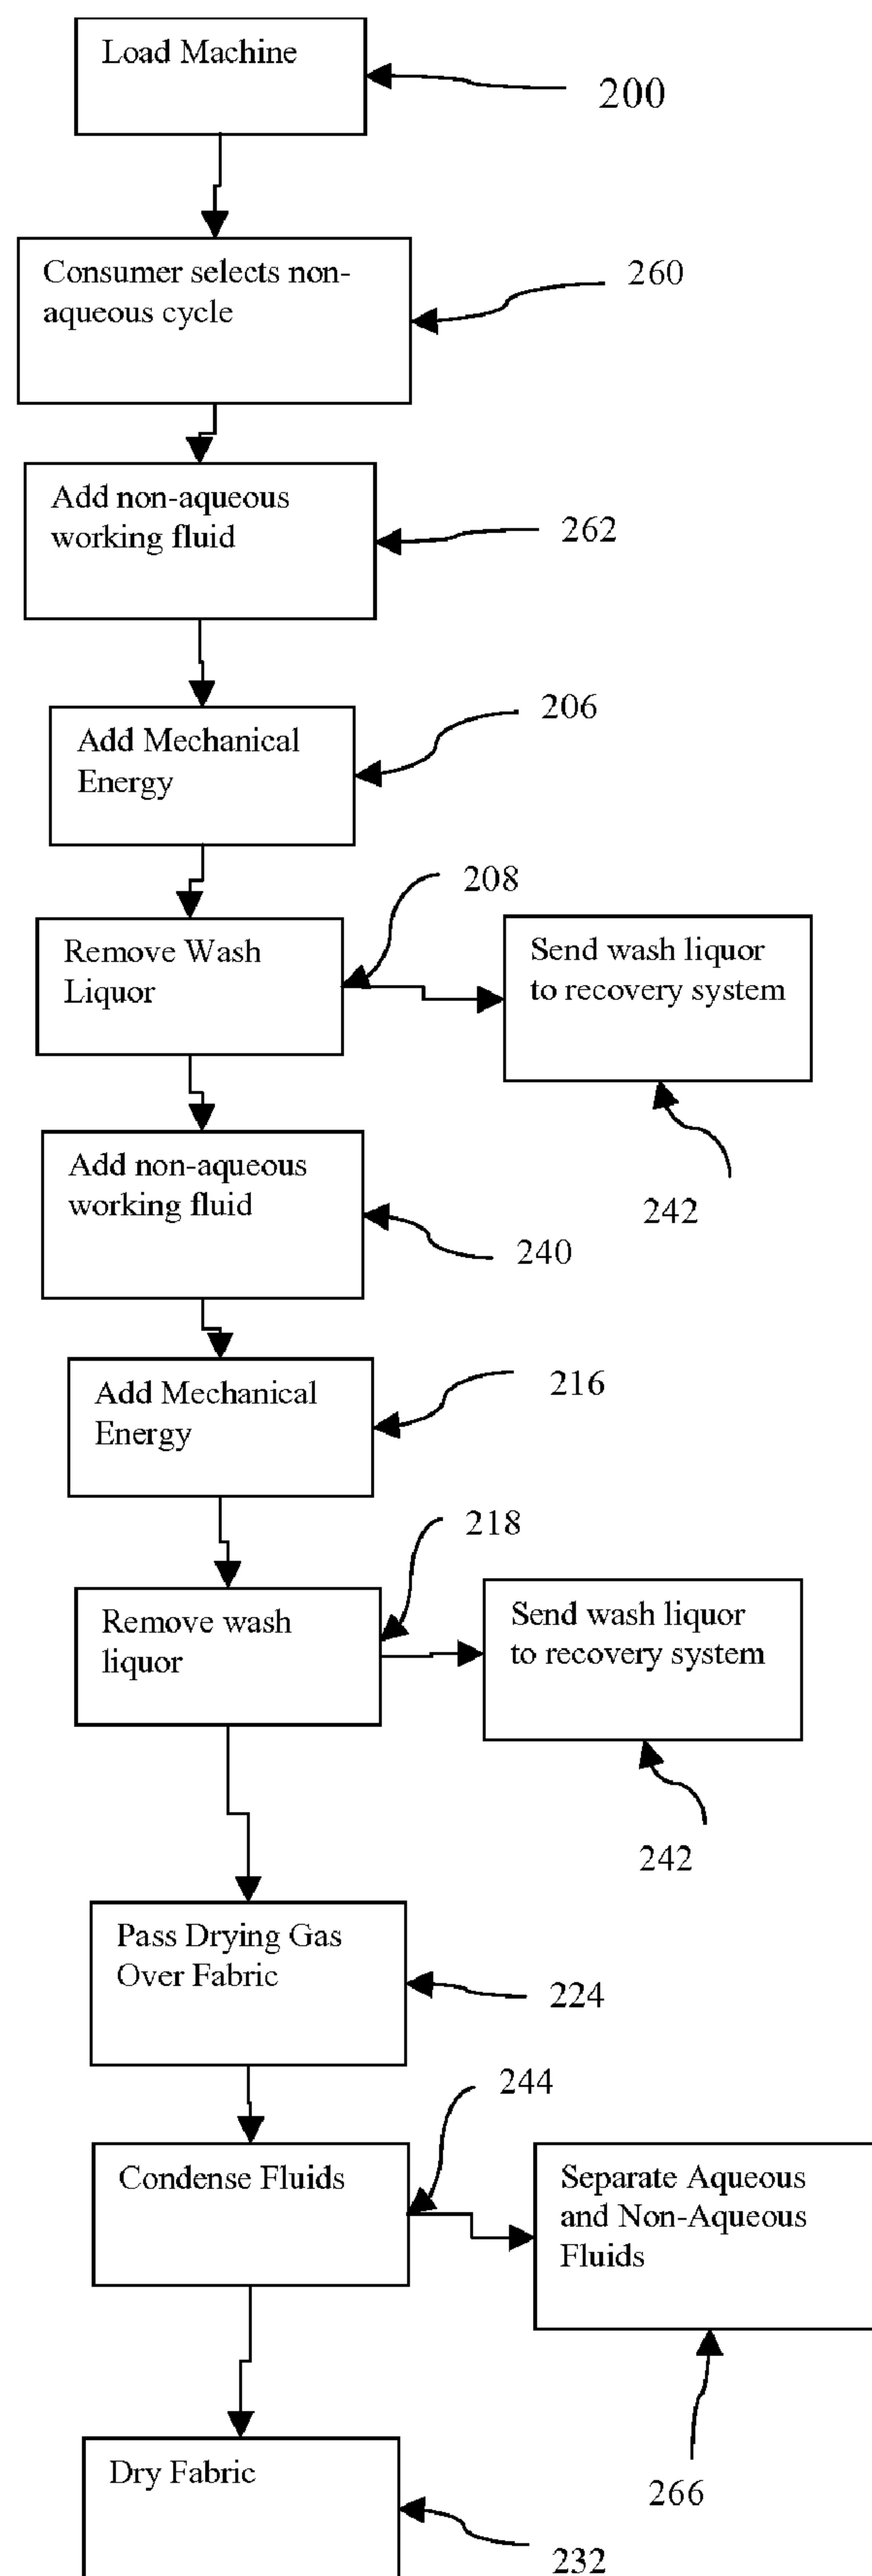 Load Machine
200
Consumer selects non-
aqueous cycle
260
Add non-aqueous
working fluid
262
Add Mechanical
Energy
206
Remove Wash
Liquor
208
Send wash liquor
to recovery system
242
Add non-aqueous
working fluid
240
Add Mechanical
Energy
216
Remove wash
liquor
218
Send wash liquor
to recovery system
242
Pass Drying Gas
Over Fabric
224
Condense Fluids
244
Separate Aqueous
and Non-Aqueous
Fluids
266
Dry Fabric
232